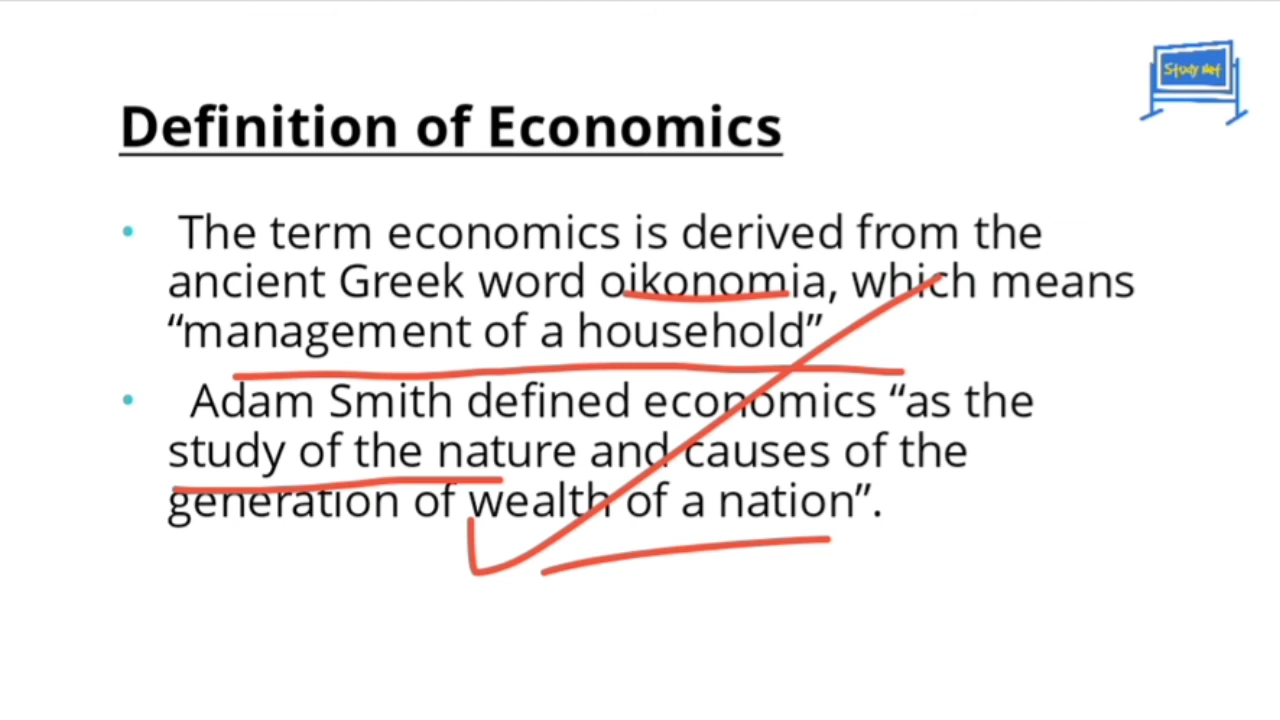 Study Net
Definition of Economics
• The term economics is derived from the
ancient Greek word oikonomia, which means
“management of a household”
• Adam Smith defined economics “as the
study of the nature and causes of the
generation of wealth of a nation”.